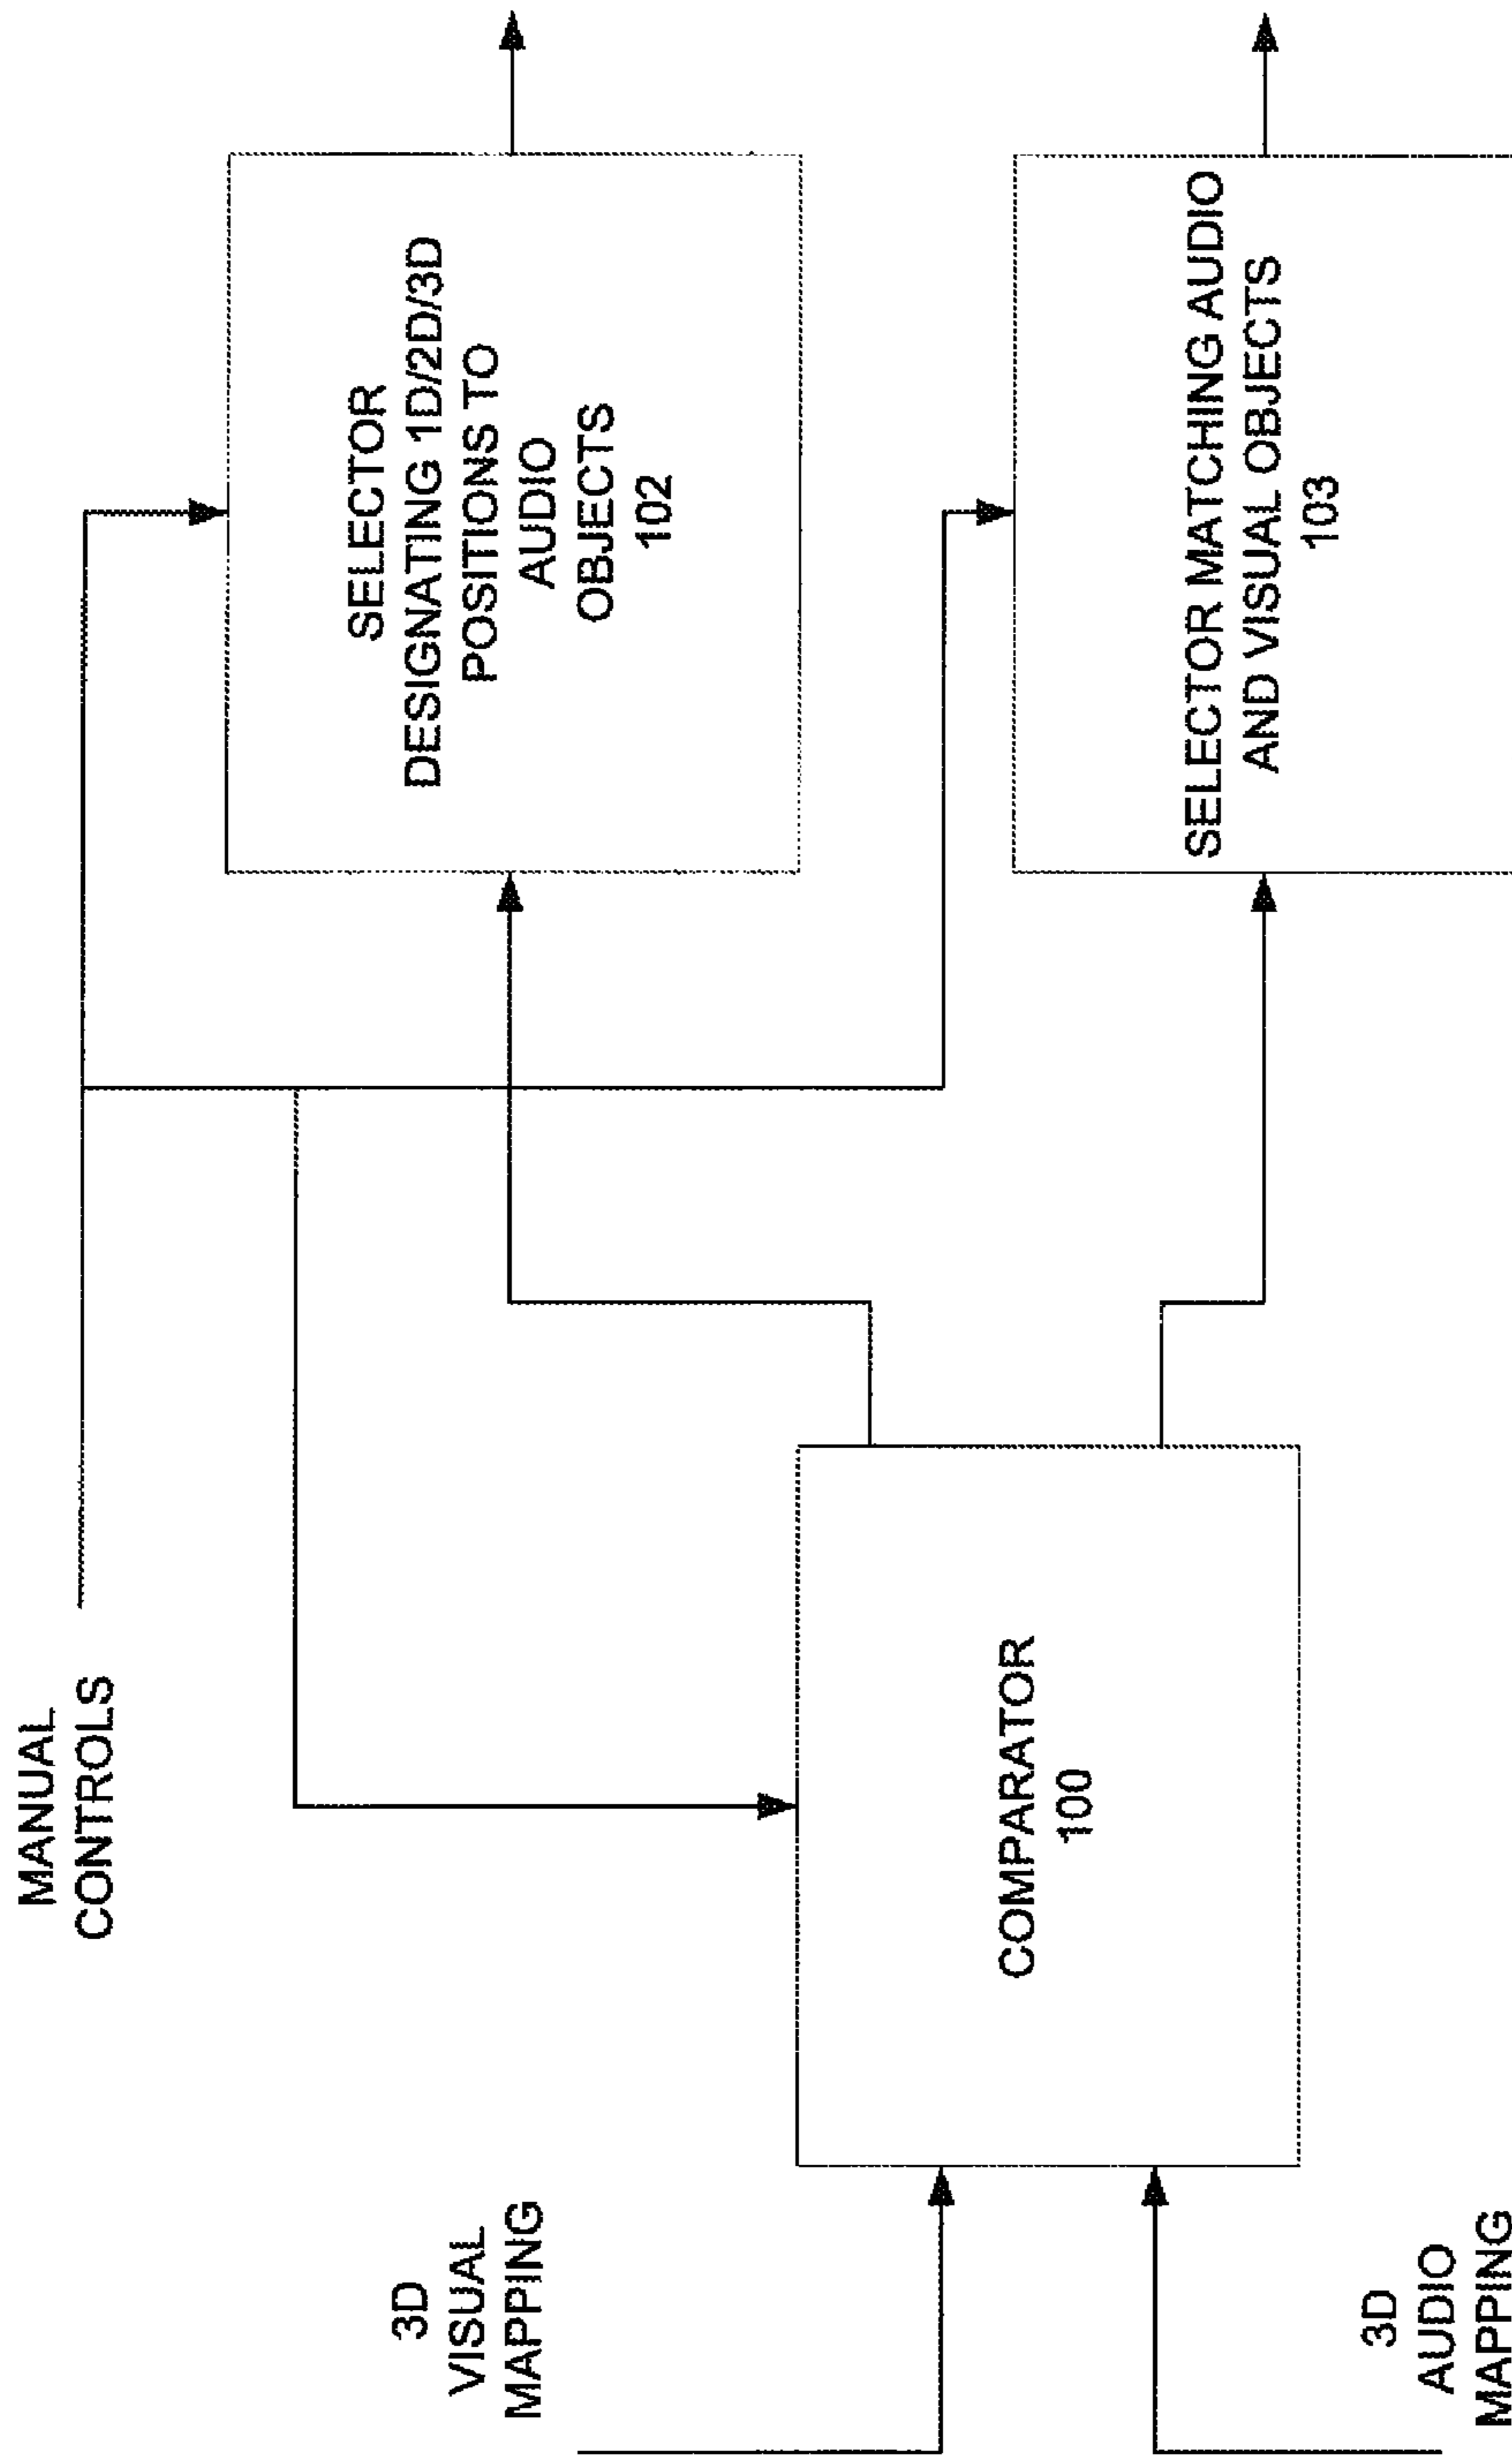 MANUAL
CONTROLS
3D
VISUAL
MAPPING
3D
AUDIO
MAPPING
COMPARATOR
100
SELECTOR
DESIGNATING 1D/2D/3D
POSITIONS TO
AUDIO
OBJECTS
102
SELECTOR MATCHING AUDIO
AND VISUAL OBJECTS
103